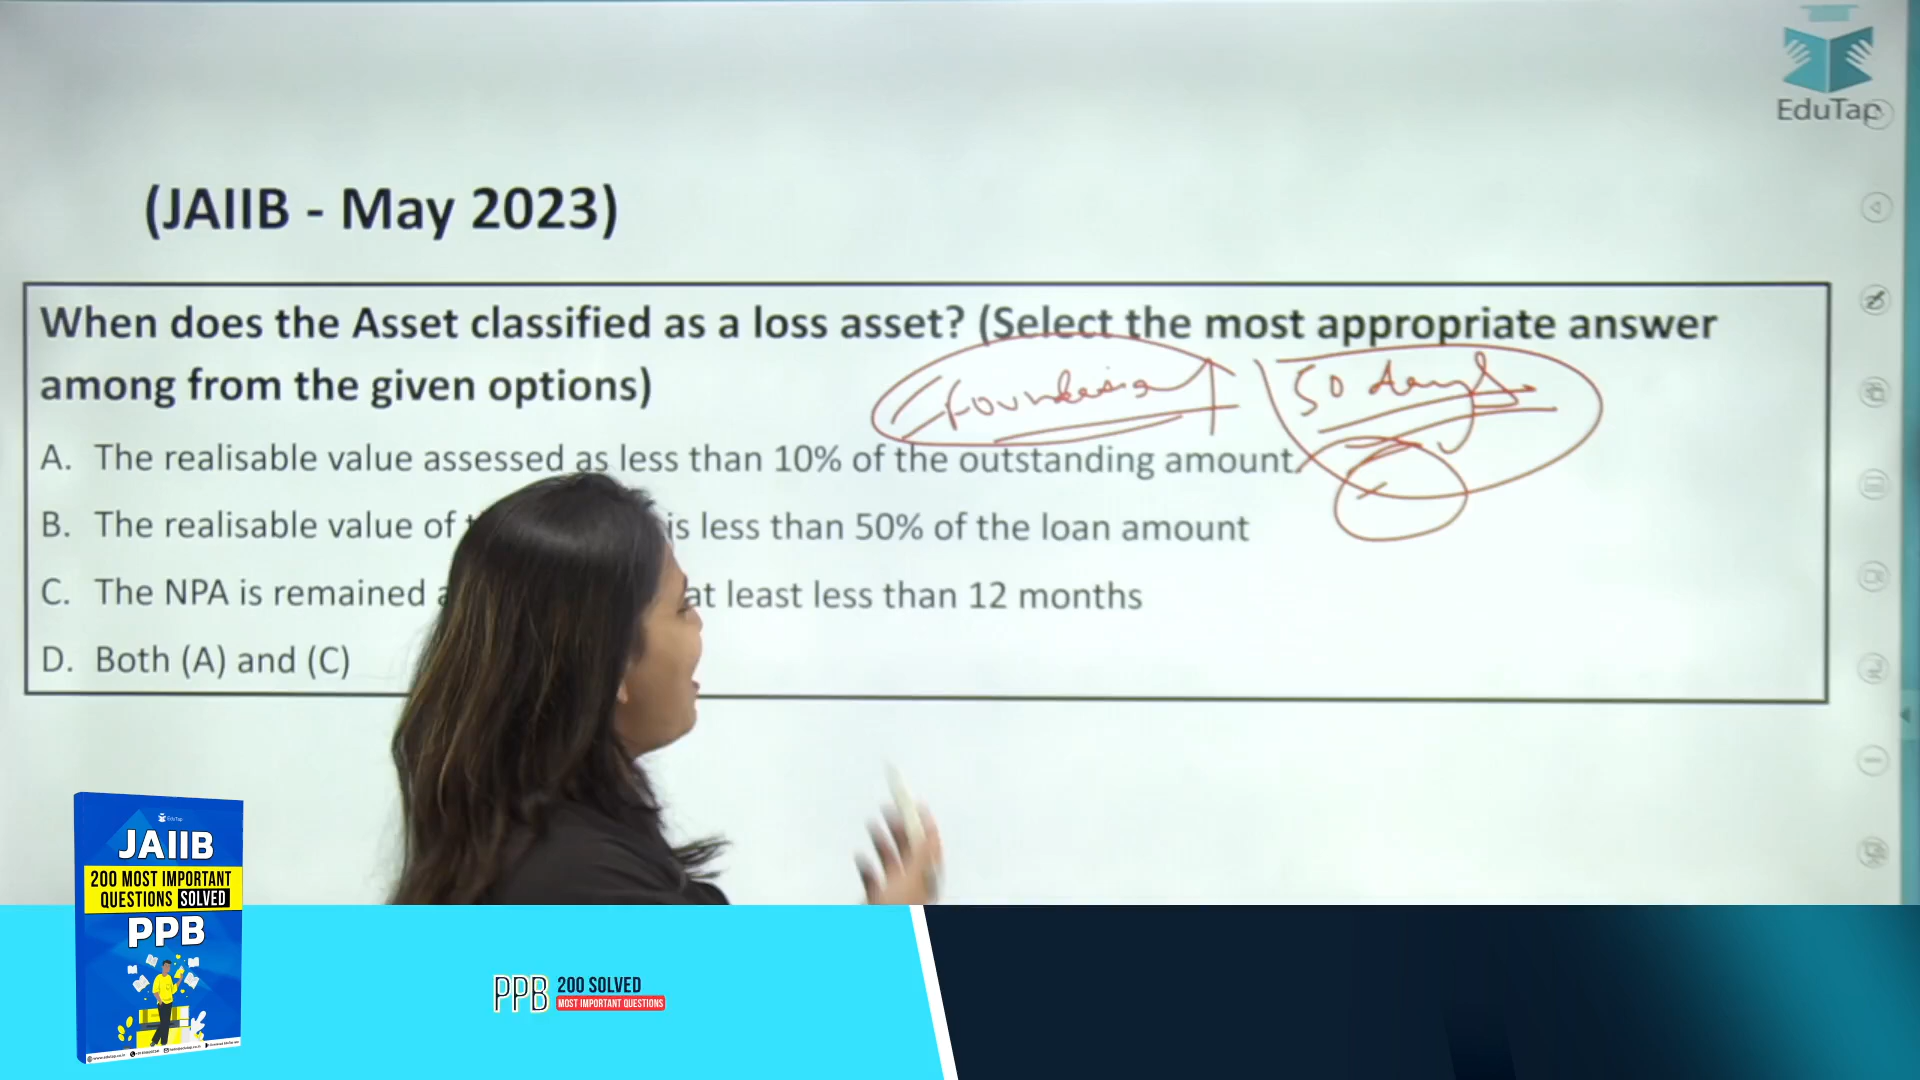 EduTap
(JAIIB - May 2023)
When does the Asset classified as a loss asset? (Select the most appropriate answer
among from the given options)
50 days
A. The realisable value assessed as less than 10% of the outstanding amount.
B. The realisable value of is less than 50% of the loan amount
C. The NPA is remained at least less than 12 months
D. Both (A) and (C)
EduTap
JAIIB
200 MOST IMPORTANT
QUESTIONS SOLVED
PPB
PPB 200 SOLVED
MOST IMPORTANT QUESTIONS